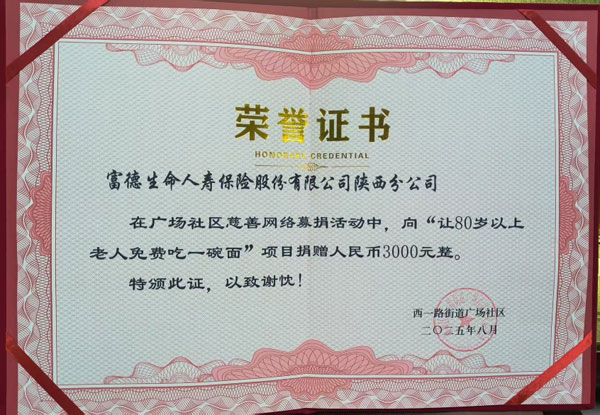 荣誉证书
HONORARY CREDENTIAL
富德生命人寿保险股份有限公司陕西分公司
在广场社区慈善网络募捐活动中，向“让80岁以上
老人免费吃一碗面”项目捐赠人民币3000元整。
特颁此证，以致谢忱！
西一路街道广场社区
二〇二五年八月